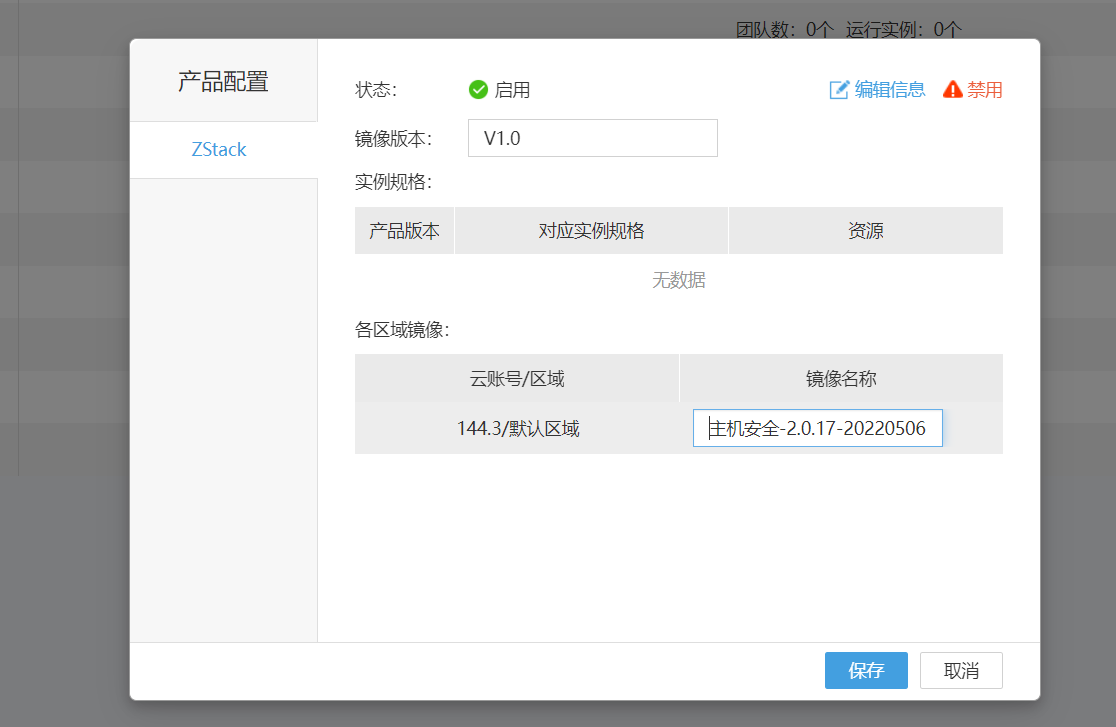 团队数：0个 运行实例：0个
产品配置
ZStack
状态：
启用
编辑信息
禁用
镜像版本：
V1.0
实例规格：
产品版本
对应实例规格
资源
无数据
各区域镜像：
云账号/区域
镜像名称
144.3/默认区域
主机安全-2.0.17-20220506
保存
取消